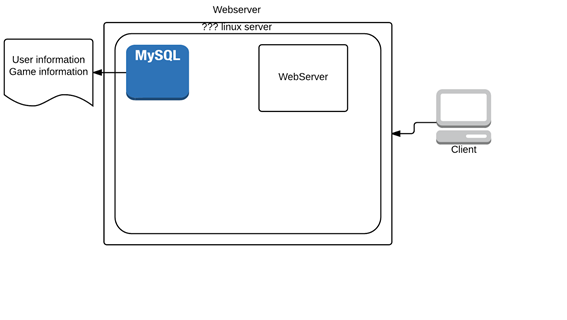 Webserver
??? linux server
User information
Game information
MySQL
WebServer
Client